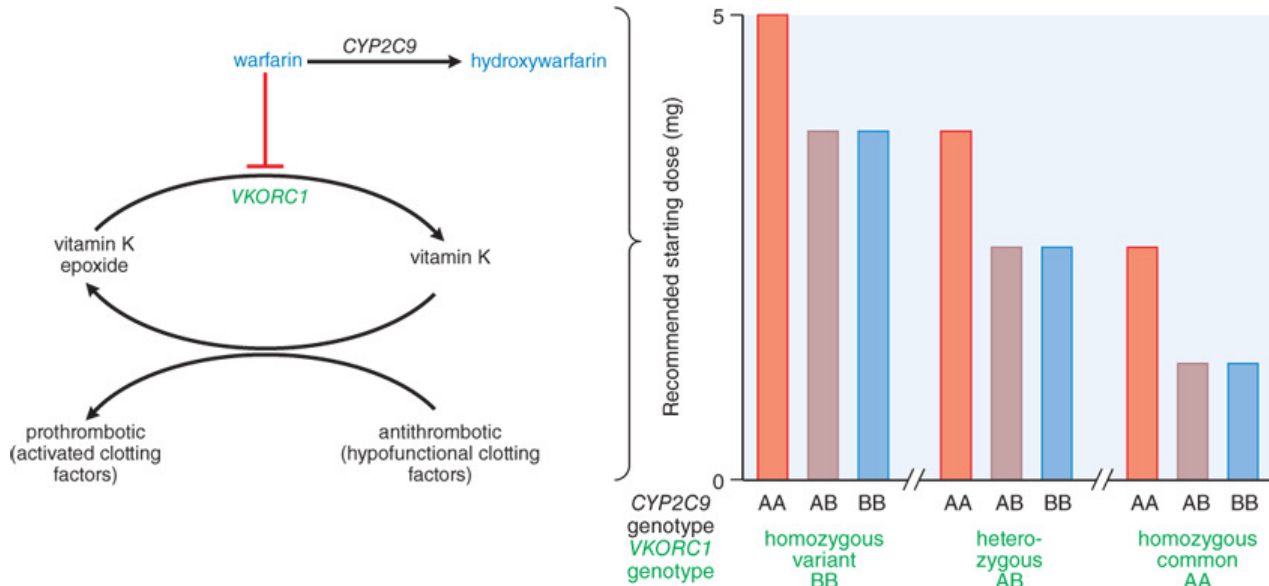 warfarin
CYP2C9
hydroxywarfarin
VKORC1
vitamin K
epoxide
vitamin K
prothrombotic
(activated clotting
factors)
antithrombotic
(hypofunctional clotting
factors)
Recommended starting dose (mg)
5
0
CYP2C9
genotype
VKORC1
genotype
AA AB BB
homozygous
variant
BB
AA AB BB
hetero-
zygous
AB
AA AB BB
homozygous
common
AA